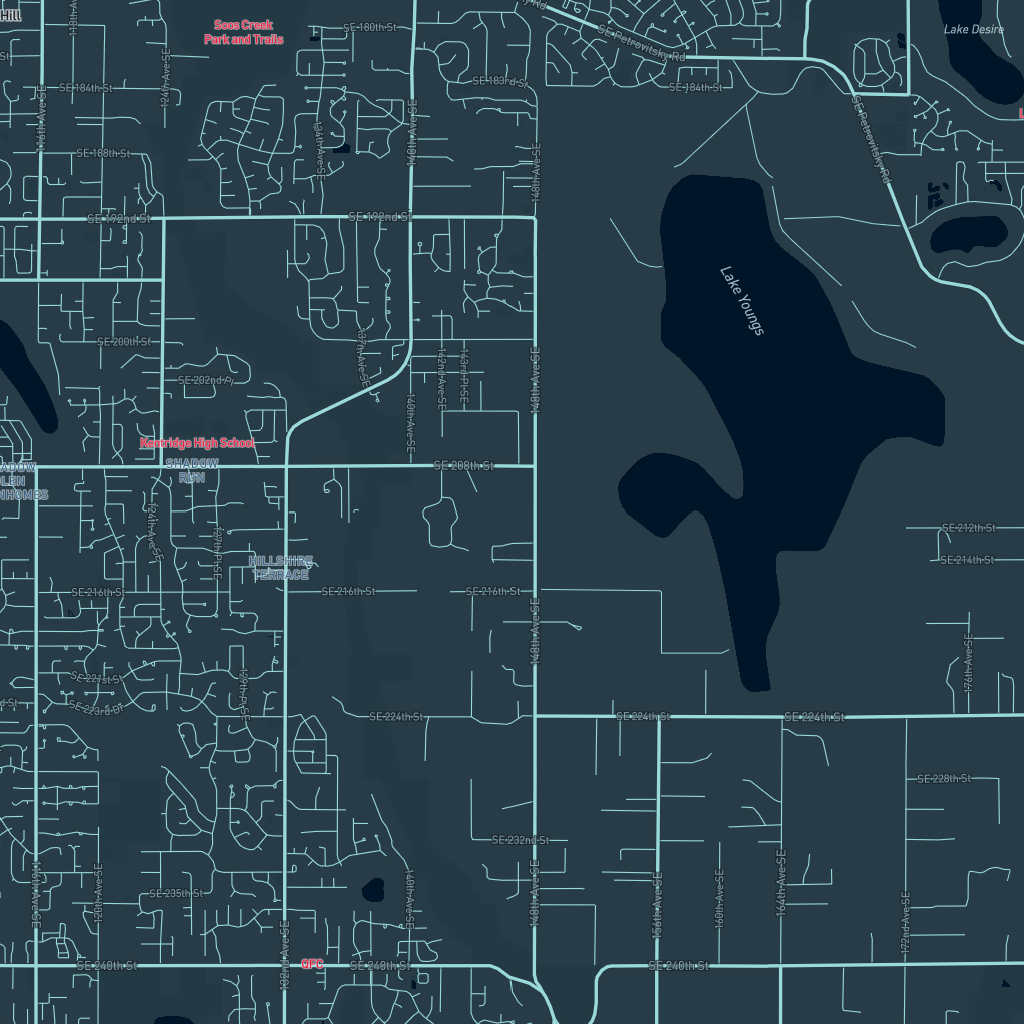 Hill
Soos Creek
Park and Trails
SE 180th St
SE Petrovitsky Rd
Lake Desire
SE 184th St
124th Ave SE
SE 183rd St
SE 184th St
116th Ave SE
134th Ave SE
140th Ave SE
148th Ave SE
SE Petrovitsky Rd
SE 188th St
SE 192nd St
SE 192nd St
Lake Youngs
SE 200th St
137th Ave SE
142nd Ave SE
143rd Pl SE
148th Ave SE
SE 202nd Pl
140th Ave SE
Kentridge High School
SHADOW
RUN
SE 208th St
124th Ave SE
127th Pl SE
SE 212th St
HILLSHIRE
TERRACE
SE 214th St
SE 216th St
SE 216th St
SE 216th St
148th Ave SE
176th Ave SE
SE 221st St
129th Pl SE
SE 223rd Dr
SE 224th St
SE 224th St
SE 224th St
SE 228th St
SE 232nd St
116th Ave SE
120th Ave SE
SE 235th St
140th Ave SE
148th Ave SE
156th Ave SE
160th Ave SE
164th Ave SE
172nd Ave SE
132nd Ave SE
SE 240th St
QFC
SE 240th St
SE 240th St